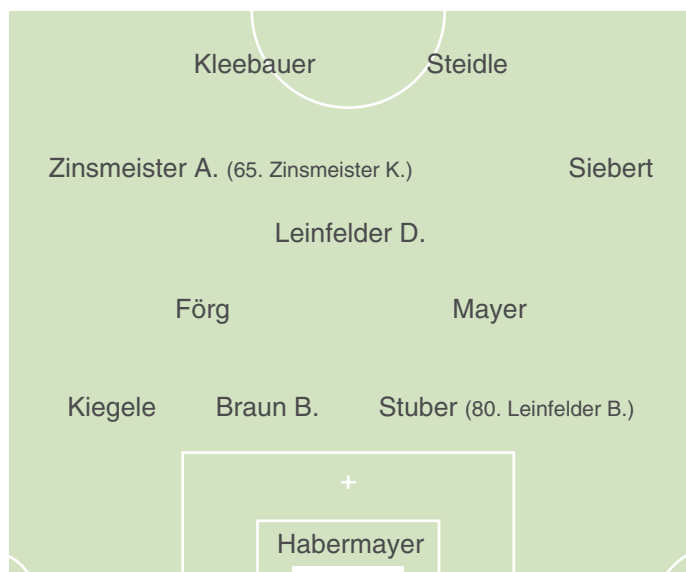 Kleebauer Steidle
Zinsmeister A. (65. Zinsmeister K.) Siebert
Leinfelder D.
Förg Mayer
Kiegele Braun B. Stuber (80. Leinfelder B.)
Habermayer